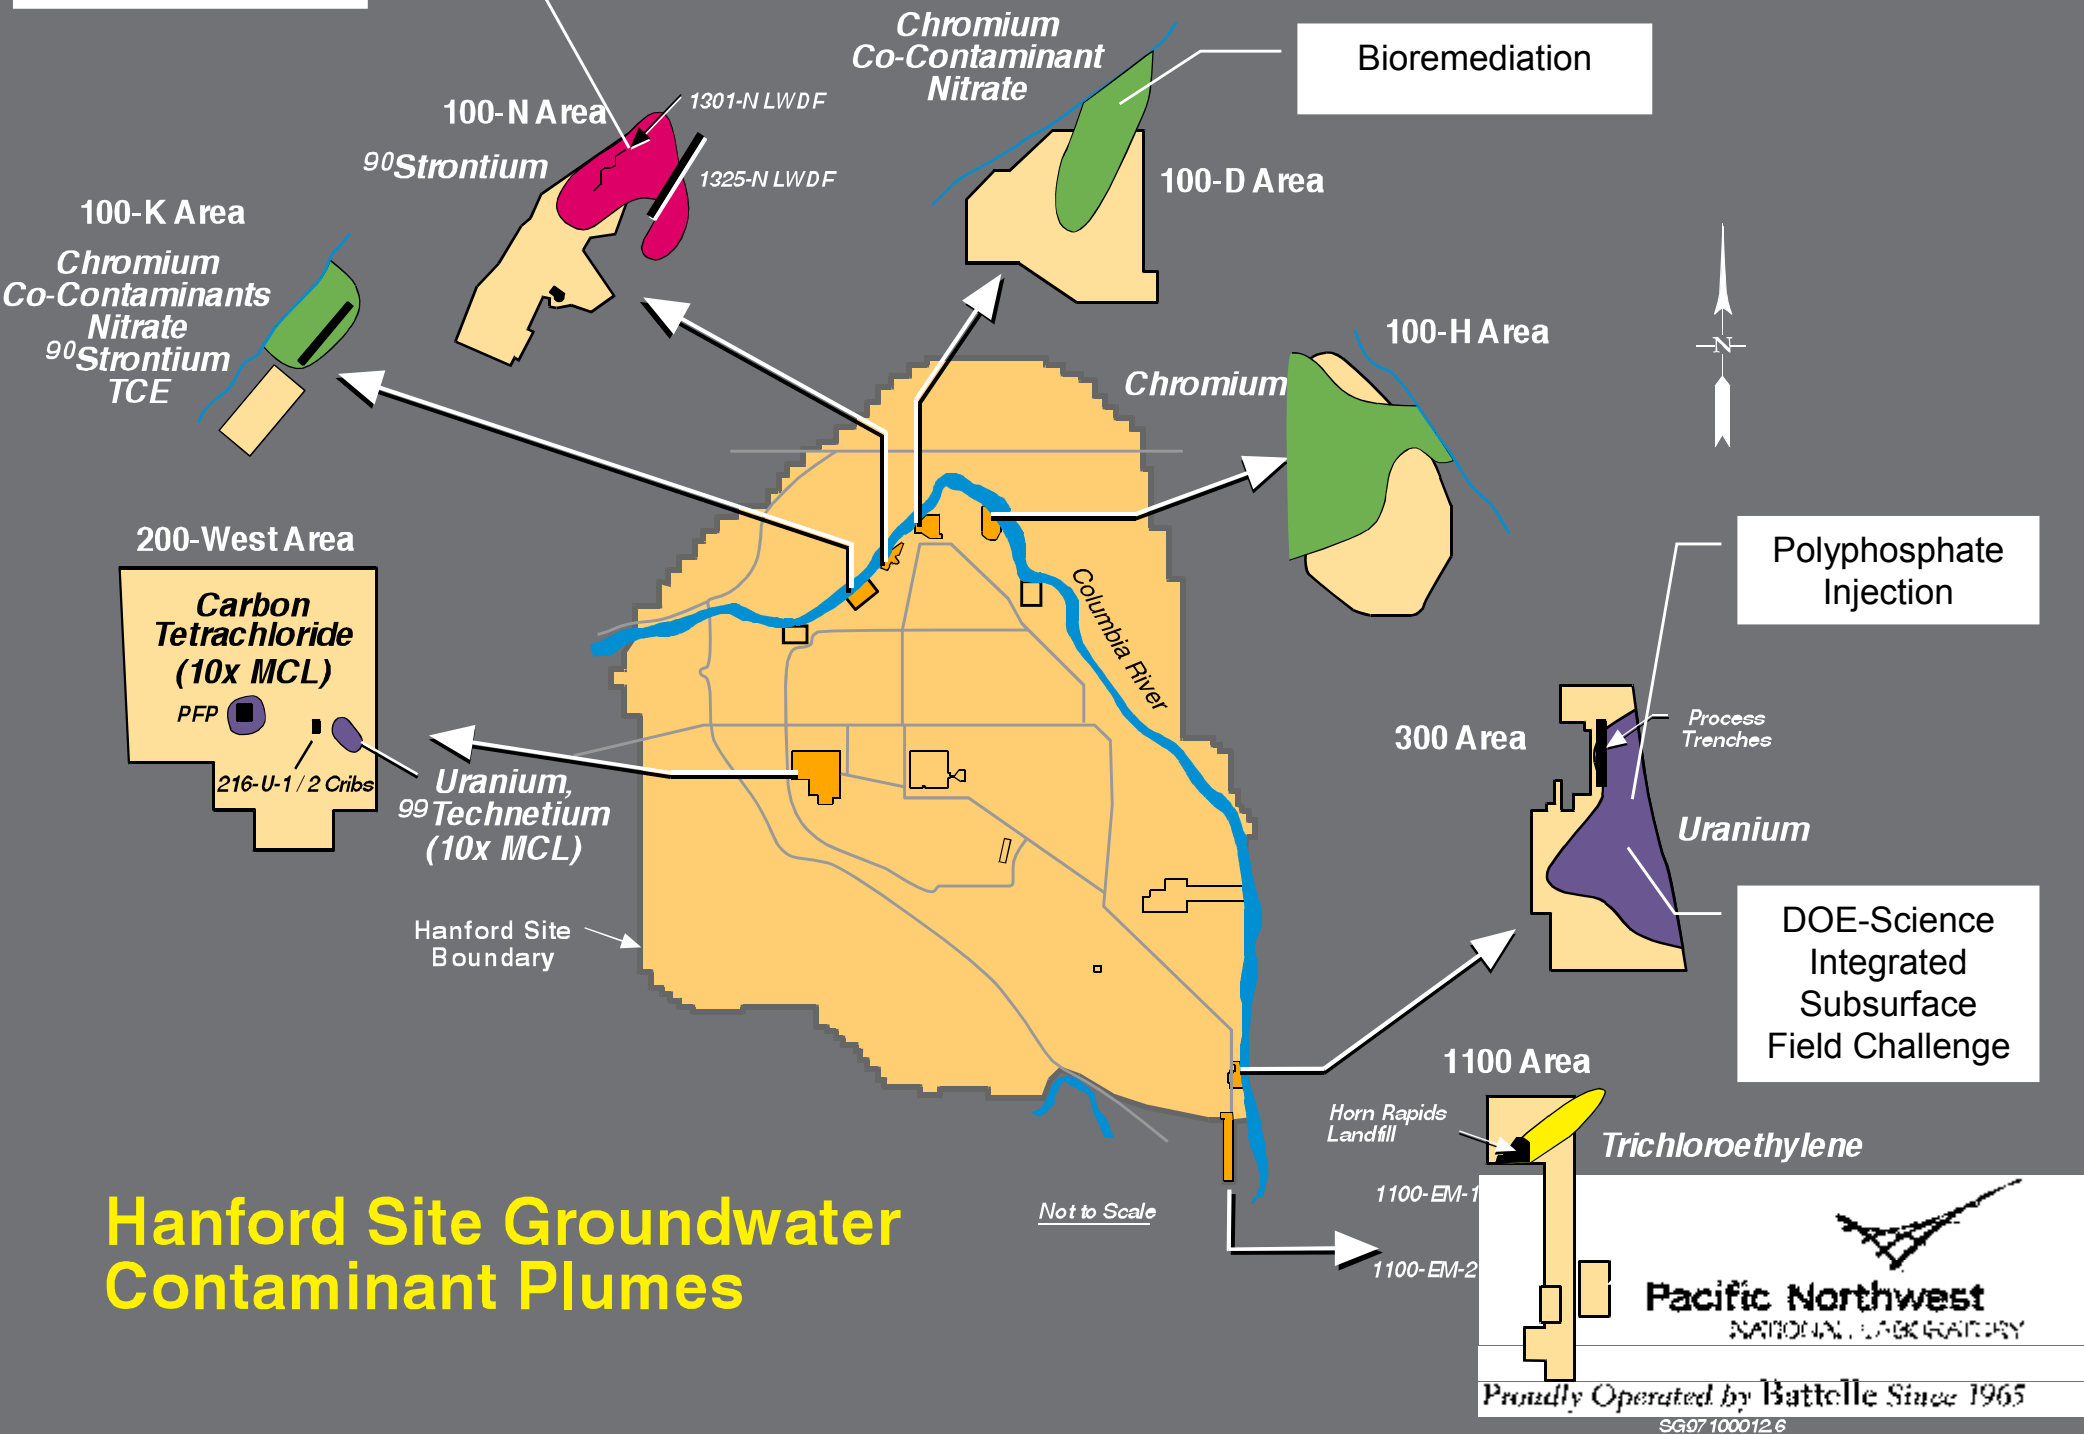 Chromium
Co-Contaminant
Nitrate
Bioremediation
100-N Area
1301-N LWDF
90Strontium
1325-N LWDF
100-D Area
100-K Area
Chromium
Co-Contaminants
Nitrate
90Strontium
TCE
100-H Area
Chromium
N
200-West Area
Carbon
Tetrachloride
(10x MCL)
PFP
216-U-1 / 2 Cribs
Uranium,
99Technetium
(10x MCL)
Columbia River
Polyphosphate
Injection
300 Area
Process
Trenches
Uranium
DOE-Science
Integrated
Subsurface
Field Challenge
Hanford Site
Boundary
1100 Area
Horn Rapids
Landfill
Trichloroethylene
1100-EM-1
1100-EM-2
Not to Scale
Hanford Site Groundwater
Contaminant Plumes
Pacific Northwest
NATIONAL LABORATORY
Proudly Operated by Battelle Since 1965
SG97100012.6